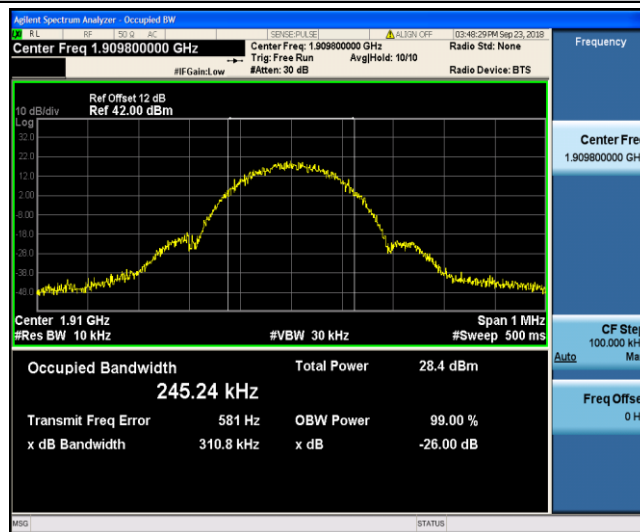 Agilent Spectrum Analyzer - Occupied BW
RL RF 50 Ω AC SENSE:PULSE ALIGN OFF 03:48:29 PM Sep 23, 2018
Center Freq 1.909800000 GHz
Center Freq: 1.909800000 GHz Radio Std: None
Trig: Free Run Avg|Hold: 10/10
#IFGain:Low #Atten: 30 dB Radio Device: BTS
Ref Offset 12 dB
10 dB/div Ref 42.00 dBm
Log
32.0
22.0
12.0
2.00
-8.00
-18.0
-28.0
-38.0
-48.0
Center 1.91 GHz Span 1 MHz
#Res BW 10 kHz #VBW 30 kHz #Sweep 500 ms
Occupied Bandwidth Total Power 28.4 dBm
245.24 kHz
Transmit Freq Error 581 Hz OBW Power 99.00 %
x dB Bandwidth 310.8 kHz x dB -26.00 dB
MSG STATUS
Frequency
Center Fre
1.909800000 GH
CF Step
100.000 kH
Auto Ma
Freq Offse
0 H